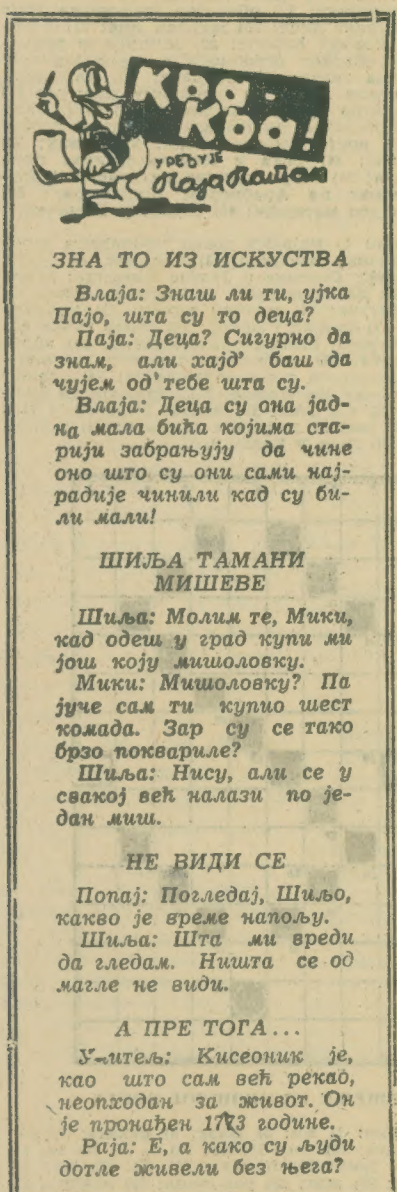 Ква-
Ква!
УРЕЂУЈЕ
Паја Патак
ЗНА ТО ИЗ ИСКУСТВА
Влаја: Знаш ли ти, ујка
Пајо, шта су то деца?
Паја: Деца? Сигурно да
знам, али хајд' баш да
чујем од тебе шта су.
Влаја: Деца су она јад-
на мала бића којима ста-
рији забрањују да чине
оно што су они сами нај-
радије чинили кад су би-
ли мали!
ШИЉА ТАМАНИ
МИШЕВЕ
Шиља: Молим те, Мики,
кад одеш у град купи ми
још коју мишоловку.
Мики: Мишоловку? Па
јуче сам ти купио шест
комада. Зар су се тако
брзо поквариле?
Шиља: Нису, али се у
свакој већ налази по је-
дан миш.
НЕ ВИДИ СЕ
Попај: Погледај, Шиљо,
какво је време напољу.
Шиља: Шта ми вреди
да гледам. Ништа се од
магле не види.
А ПРЕ ТОГА...
Учитељ: Кисеоник је,
као што сам већ рекао,
неопходан за живот. Он
је пронађен 1773 године.
Раја: Е, а како су људи
дотле живели без њега?